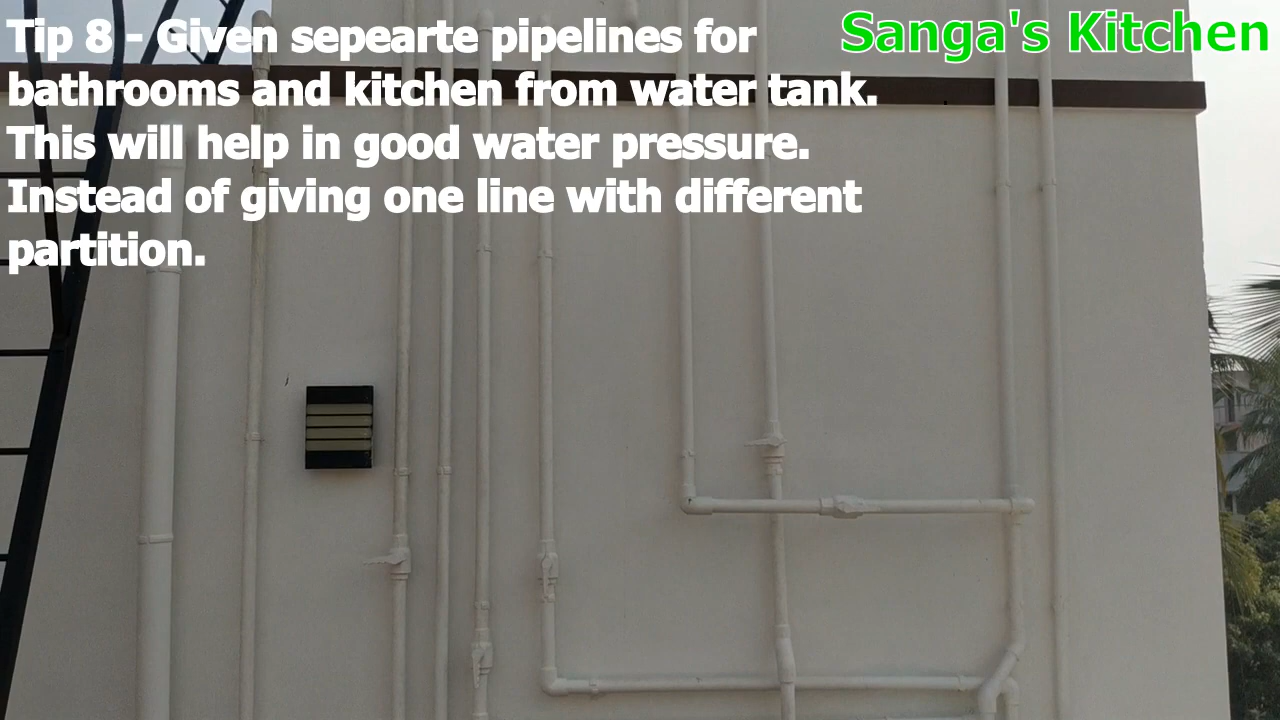 Sanga's Kitchen
Tip 8 - Given sepearte pipelines for
bathrooms and kitchen from water tank.
This will help in good water pressure.
Instead of giving one line with different
partition.